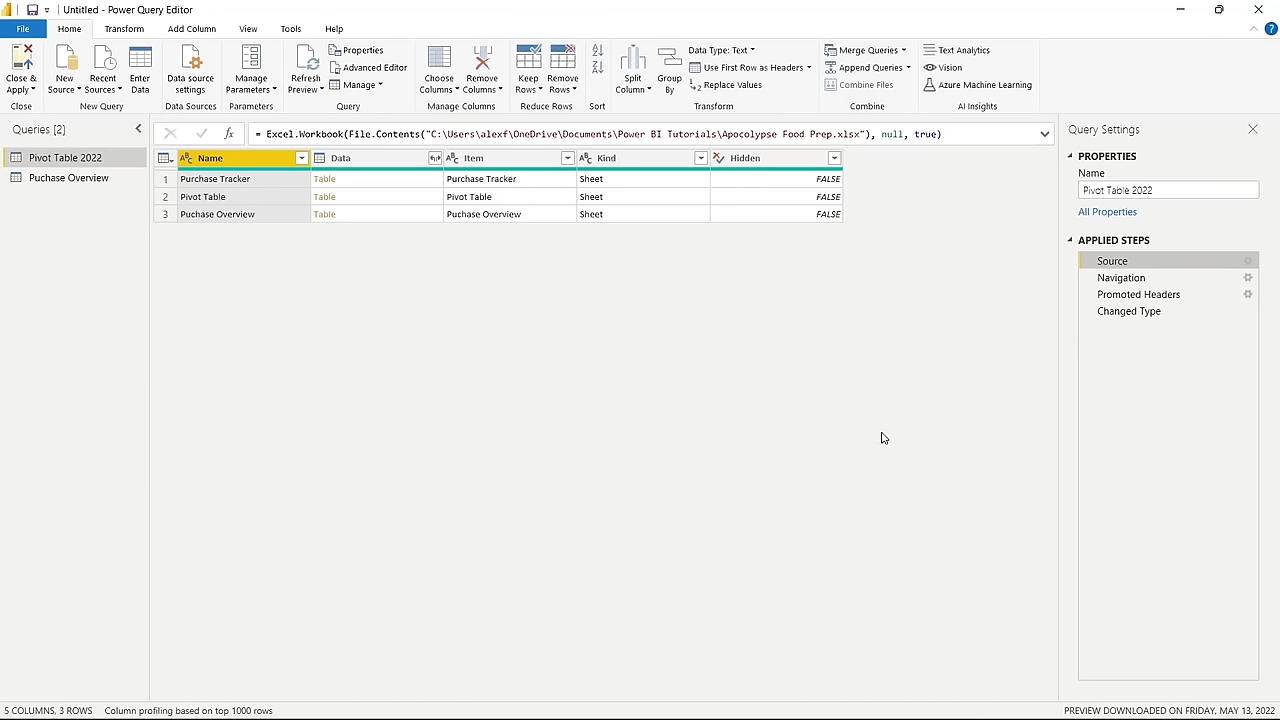 Untitled - Power Query Editor
File Home Transform Add Column View Tools Help
Close & Apply
New Source
Recent Sources
Enter Data
Data source settings
Manage Parameters
Refresh Preview
Properties
Advanced Editor
Manage
Choose Columns
Remove Columns
Keep Rows
Remove Rows
Split Column
Group By
Data Type: Text
Use First Row as Headers
Replace Values
Merge Queries
Append Queries
Combine Files
Text Analytics
Vision
Azure Machine Learning
Close New Query Data Sources Parameters Query Manage Columns Reduce Rows Sort Transform Combine AI Insights
Queries [2]
Pivot Table 2022
Puchase Overview
fx = Excel.Workbook(File.Contents("C:\Users\alexf\OneDrive\Documents\Power BI Tutorials\Apocolypse Food Prep.xlsx"), null, true)
Name Data Item Kind Hidden
1 Purchase Tracker Table Purchase Tracker Sheet FALSE
2 Pivot Table Table Pivot Table Sheet FALSE
3 Puchase Overview Table Puchase Overview Sheet FALSE
Query Settings
PROPERTIES
Name
Pivot Table 2022
All Properties
APPLIED STEPS
Source
Navigation
Promoted Headers
Changed Type
5 COLUMNS, 3 ROWS Column profiling based on top 1000 rows
PREVIEW DOWNLOADED ON FRIDAY, MAY 13, 2022